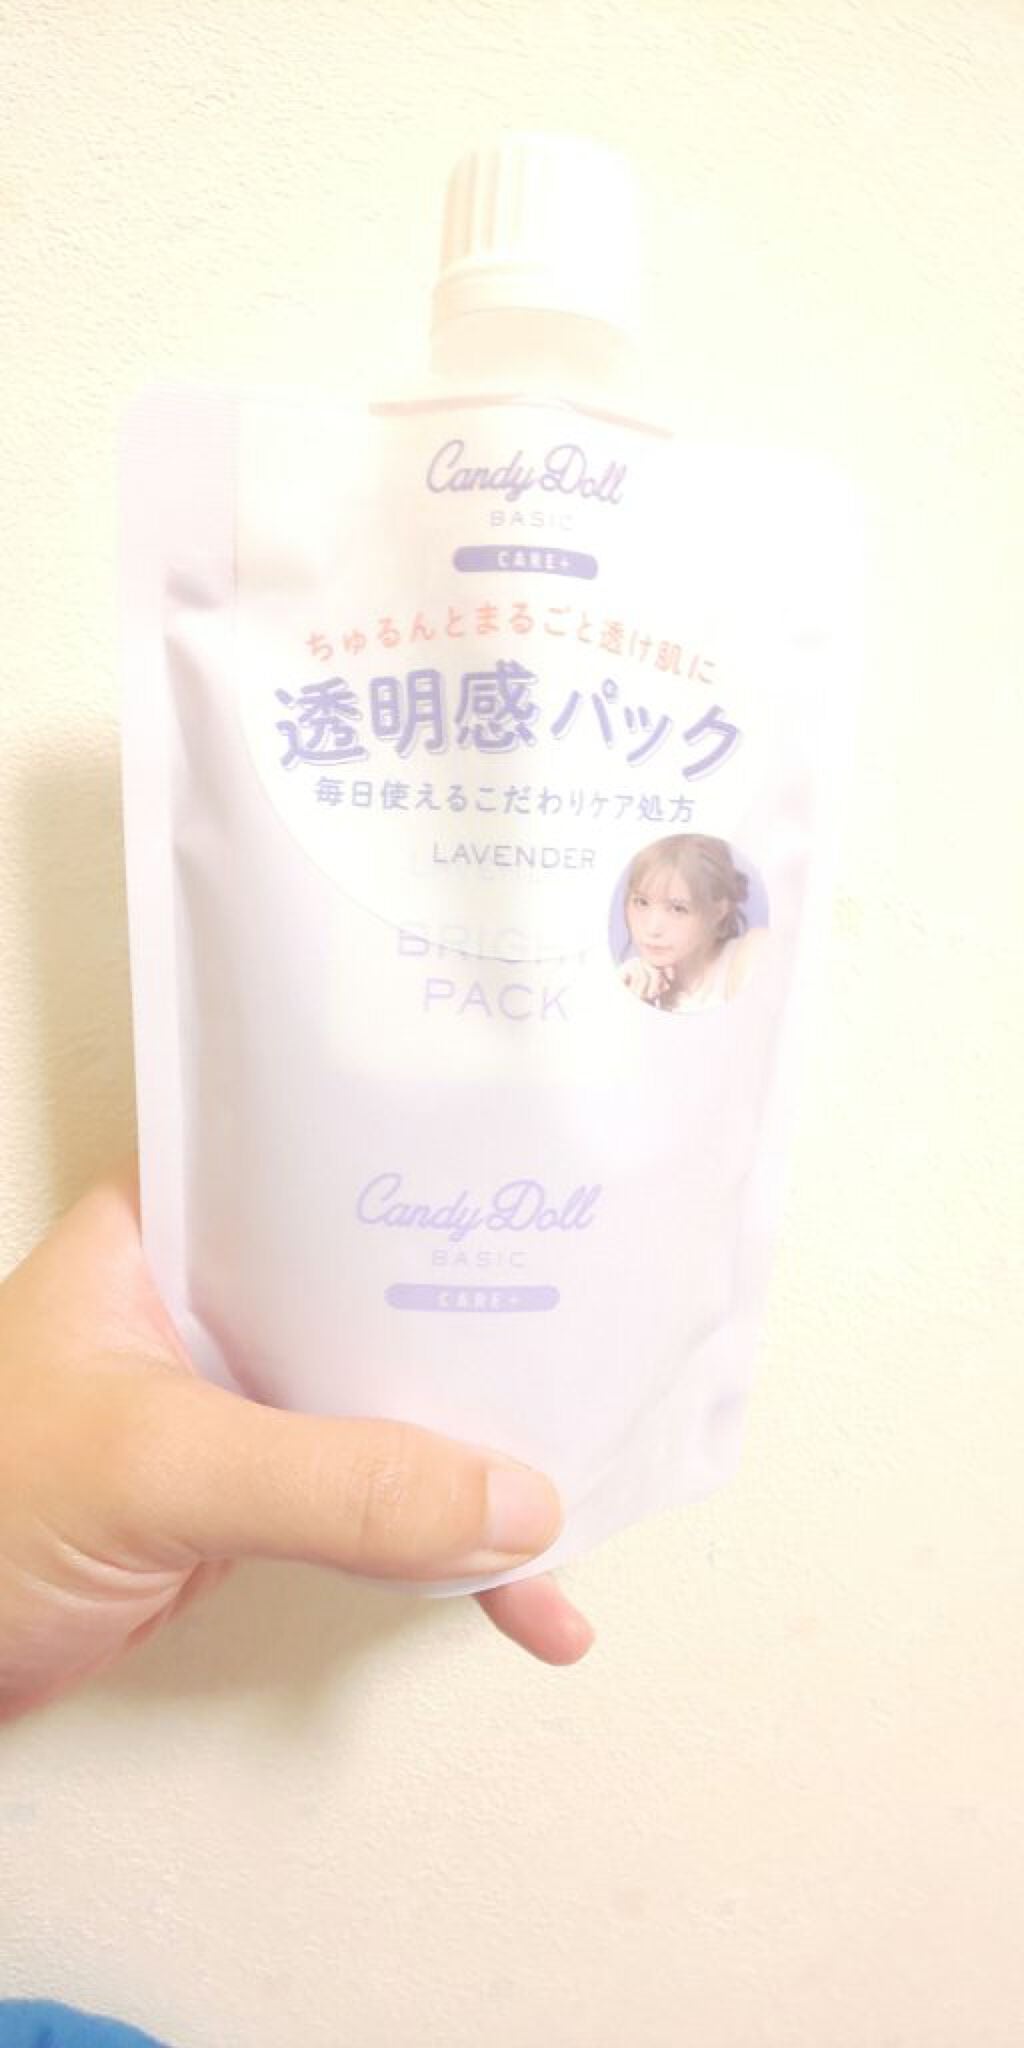 Candy Doll
BASIC
CARE+
ちゅるんとまるごと透け肌に
透明感パック
毎日使えるこだわりケア処方
LAVENDER
BRIGHT
PACK
Candy Doll
BASIC
CARE+